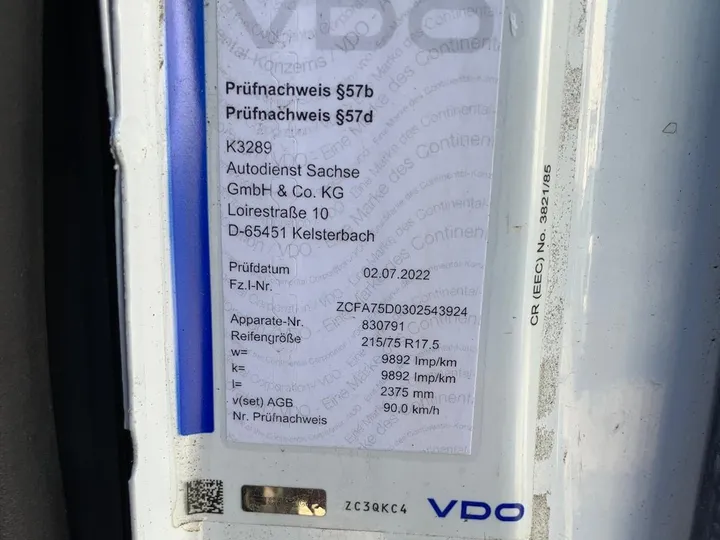 VDO
Prüfnachweis §57b
Prüfnachweis §57d
K3289
Autodienst Sachse
GmbH & Co. KG
Loirestraße 10
D-65451 Kelsterbach
Prüfdatum 02.07.2022
Fz.I-Nr.
ZCFA75D0302543924
Apparate-Nr. 830791
Reifengröße 215/75 R17.5
w= 9892 Imp/km
k= 9892 Imp/km
l= 2375 mm
v(set) AGB 90.0 km/h
Nr. Prüfnachweis
CR (EEC) No. 3821/85
ZC3QKC4 VDO